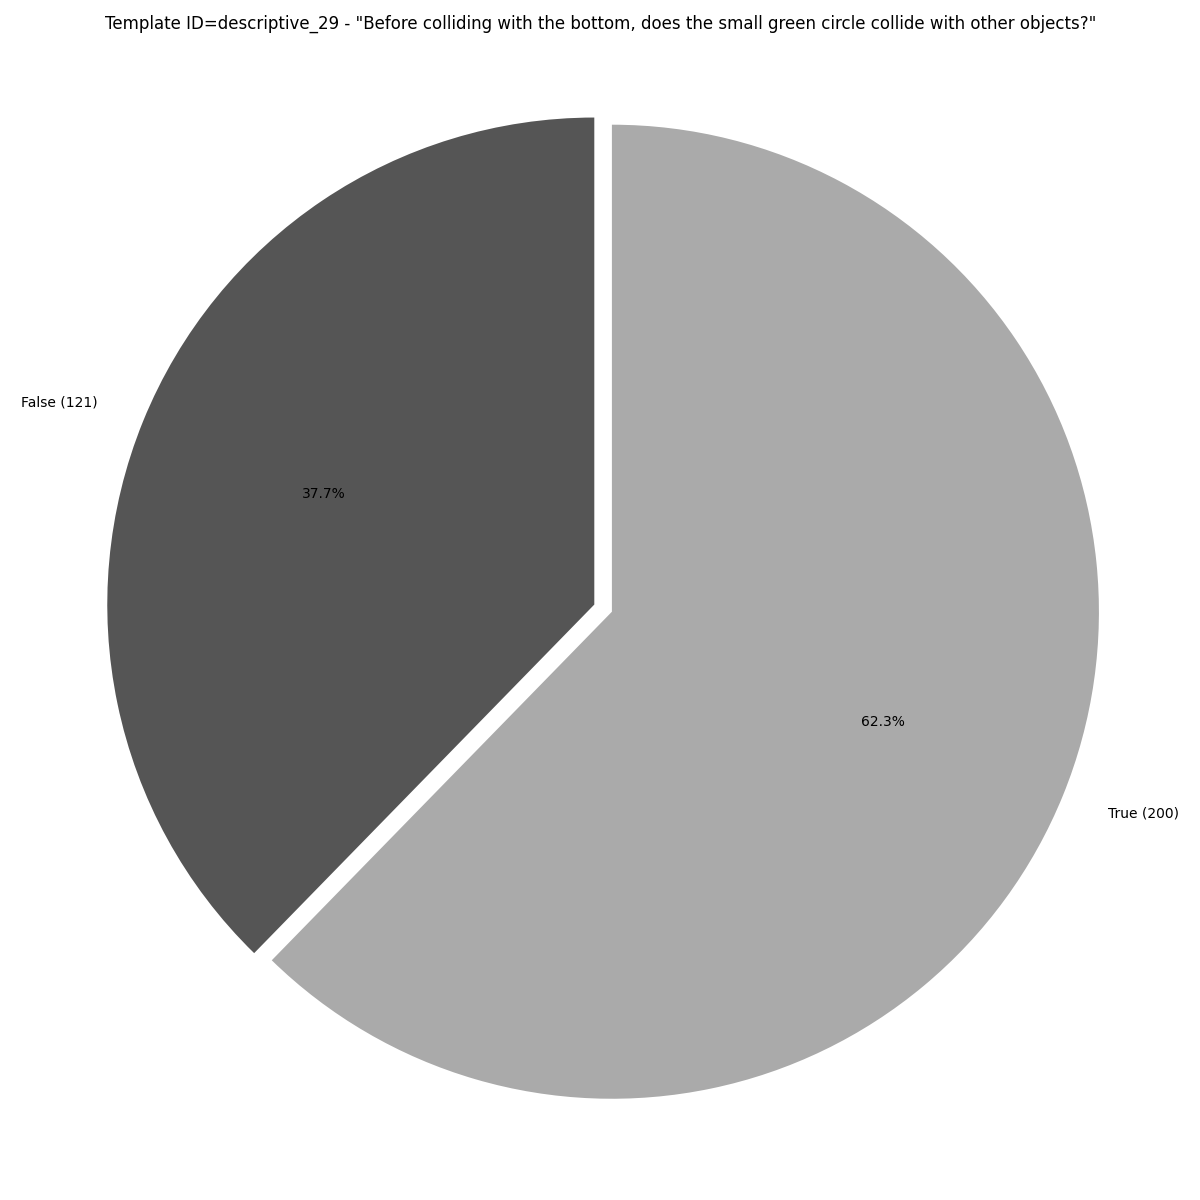 Template ID=descriptive_29 - "Before colliding with the bottom, does the small green circle collide with other objects?"
False (121)
37.7%
62.3%
True (200)